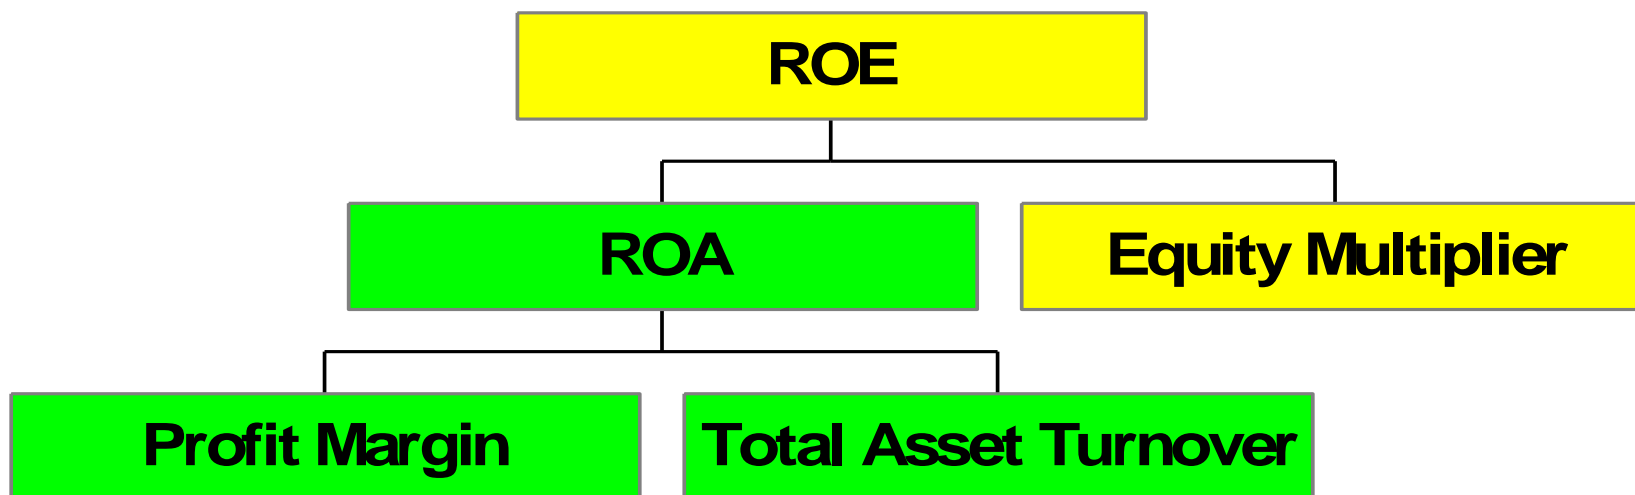 ROE
ROA
Equity Multiplier
Profit Margin
Total Asset Turnover